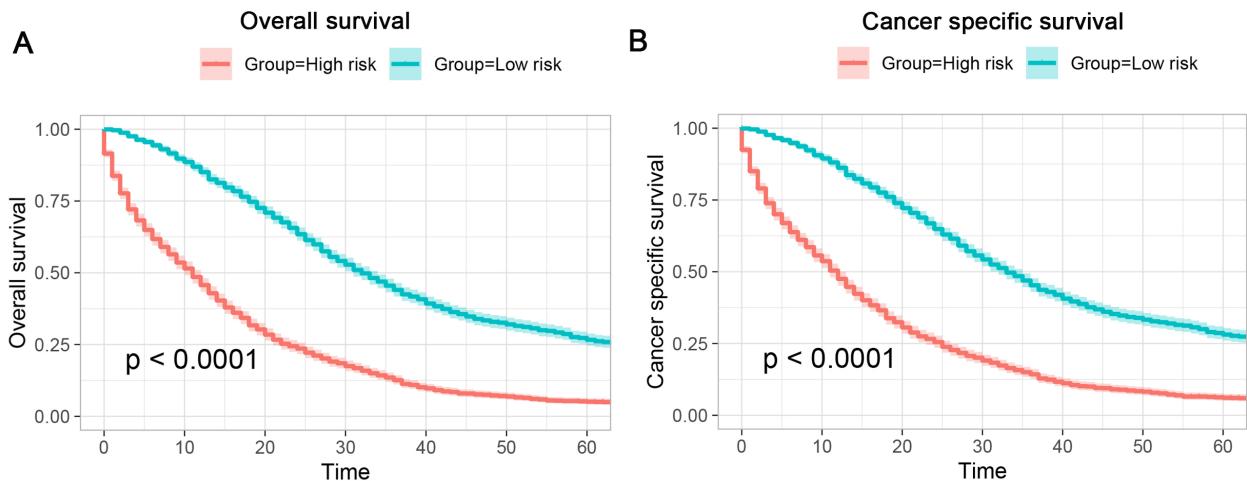 A
Overall survival
Group=High risk Group=Low risk
Overall survival
1.00
0.75
0.50
0.25
0.00
p < 0.0001
0 10 20 30 40 50 60
Time
B
Cancer specific survival
Group=High risk Group=Low risk
Cancer specific survival
1.00
0.75
0.50
0.25
0.00
p < 0.0001
0 10 20 30 40 50 60
Time